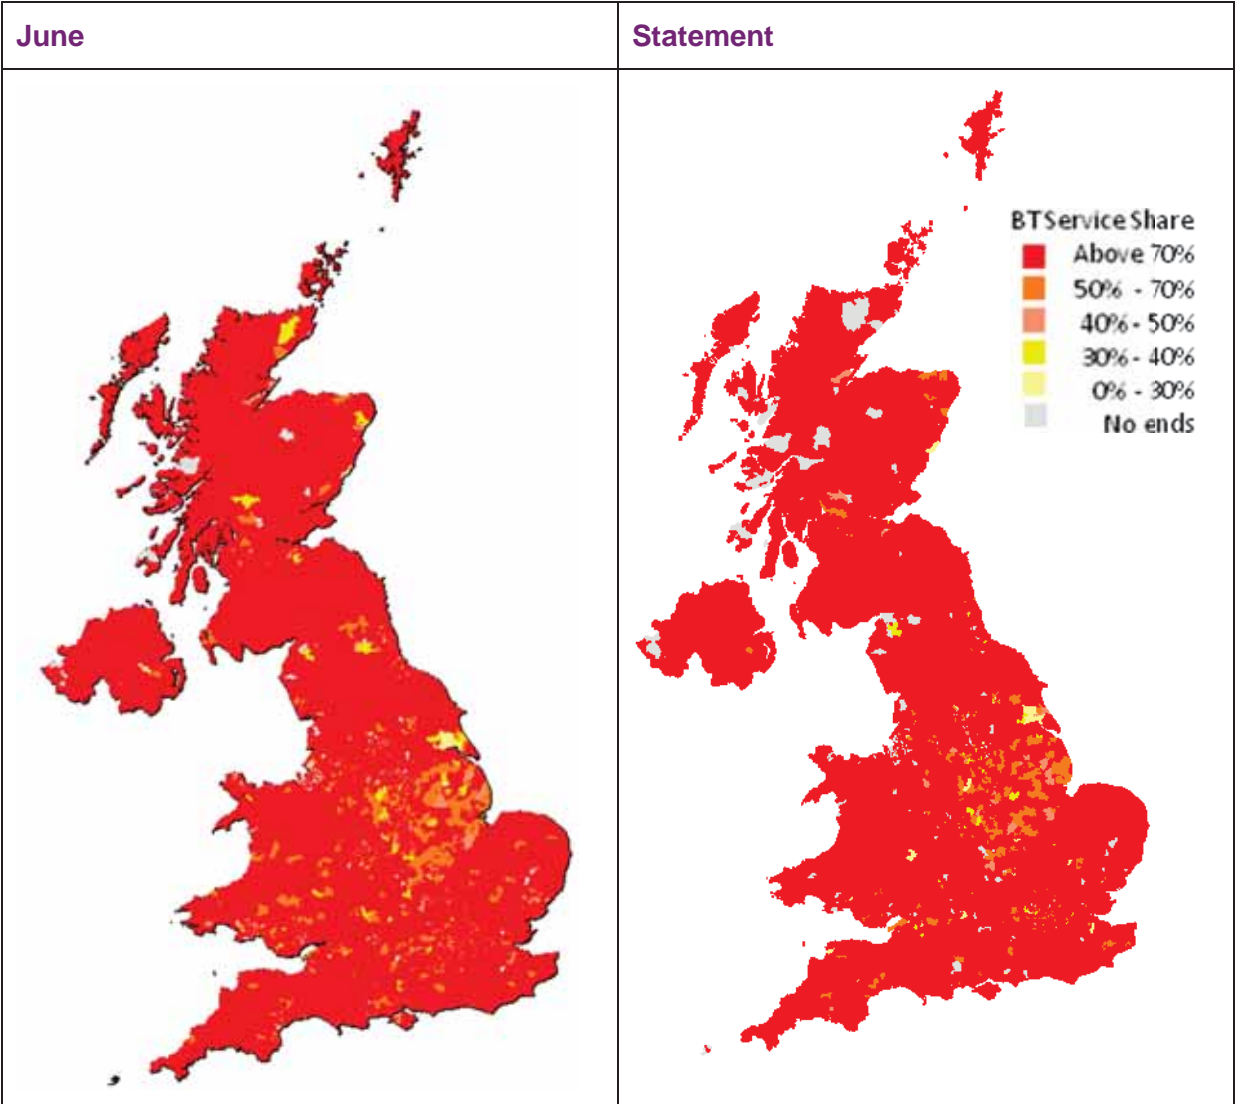 June
Statement
BT Service Share
Above 70%
50% - 70%
40% - 50%
30% - 40%
0% - 30%
No ends